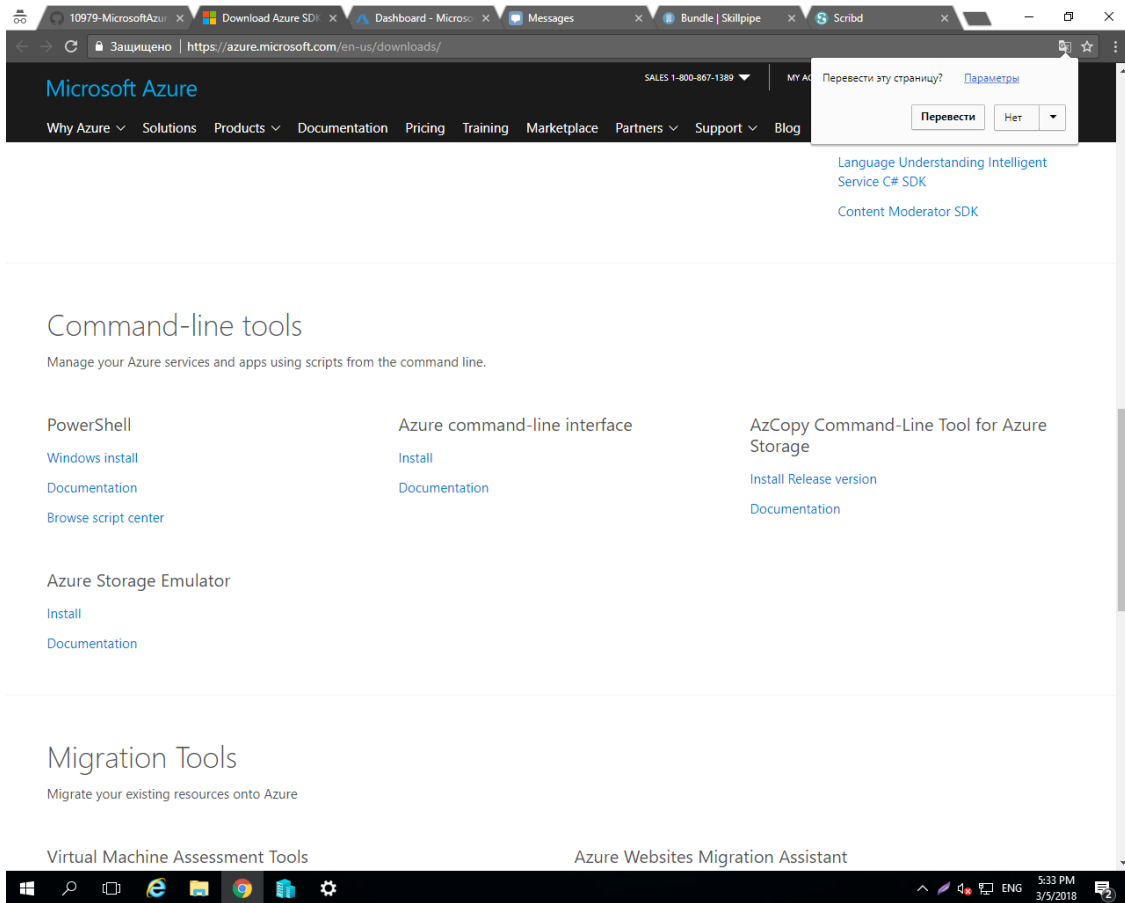 10979-MicrosoftAzur
Download Azure SDK
Dashboard - Microso
Messages
Bundle | Skillpipe
Scribd
Защищено
https://azure.microsoft.com/en-us/downloads/
Microsoft Azure
SALES 1-800-867-1389
MY AC
Why Azure Solutions Products Documentation Pricing Training Marketplace Partners Support Blog
Перевести эту страницу? Параметры
Перевести Нет
Language Understanding Intelligent
Service C# SDK
Content Moderator SDK
Command-line tools
Manage your Azure services and apps using scripts from the command line.
PowerShell
Windows install
Documentation
Browse script center
Azure command-line interface
Install
Documentation
AzCopy Command-Line Tool for Azure
Storage
Install Release version
Documentation
Azure Storage Emulator
Install
Documentation
Migration Tools
Migrate your existing resources onto Azure
Virtual Machine Assessment Tools
Azure Websites Migration Assistant
ENG
5:33 PM
3/5/2018
2